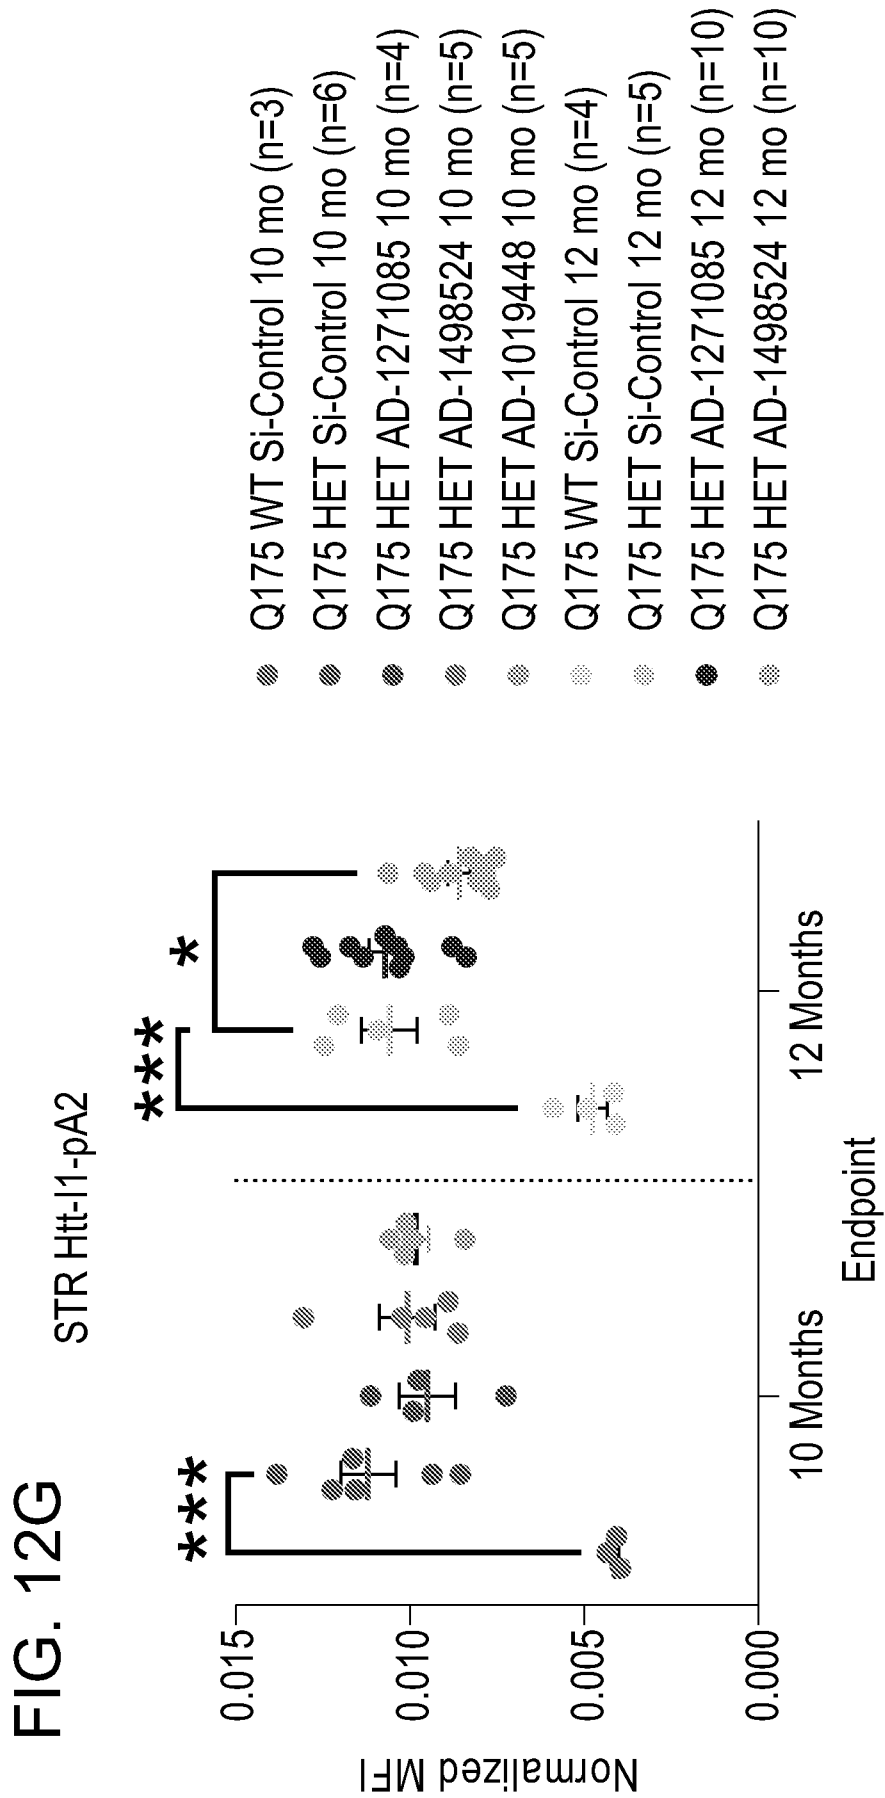 FIG. 12G
STR Htt-I1-pA2
***
***
*
Normalized MFI
0.015
0.010
0.005
0.000
10 Months
12 Months
Endpoint
Q175 WT Si-Control 10 mo (n=3)
Q175 HET Si-Control 10 mo (n=6)
Q175 HET AD-1271085 10 mo (n=4)
Q175 HET AD-1498524 10 mo (n=5)
Q175 HET AD-1019448 10 mo (n=5)
Q175 WT Si-Control 12 mo (n=4)
Q175 HET Si-Control 12 mo (n=5)
Q175 HET AD-1271085 12 mo (n=10)
Q175 HET AD-1498524 12 mo (n=10)